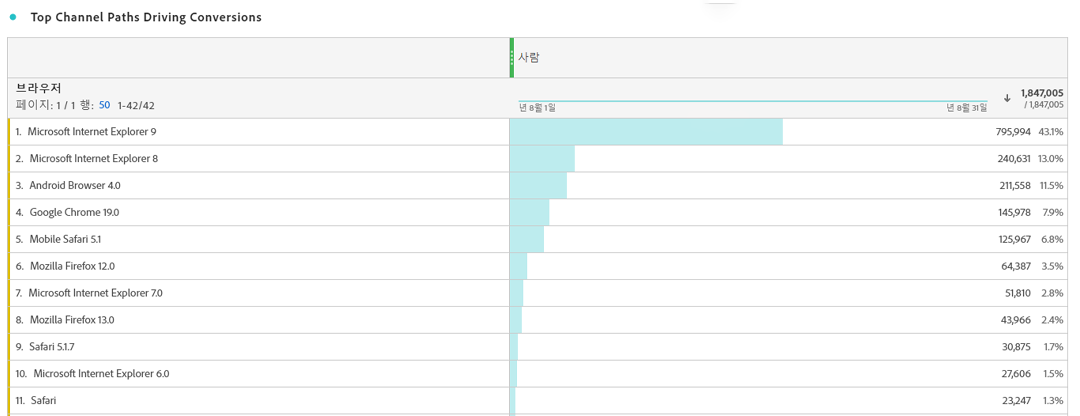 Top Channel Paths Driving Conversions
사람
브라우저
페이지: 1 / 1 행: 50 1-42/42
년 8월 1일 년 8월 31일
↓ 1,847,005
/ 1,847,005
1. Microsoft Internet Explorer 9 795,994 43.1%
2. Microsoft Internet Explorer 8 240,631 13.0%
3. Android Browser 4.0 211,558 11.5%
4. Google Chrome 19.0 145,978 7.9%
5. Mobile Safari 5.1 125,967 6.8%
6. Mozilla Firefox 12.0 64,387 3.5%
7. Microsoft Internet Explorer 7.0 51,810 2.8%
8. Mozilla Firefox 13.0 43,966 2.4%
9. Safari 5.1.7 30,875 1.7%
10. Microsoft Internet Explorer 6.0 27,606 1.5%
11. Safari 23,247 1.3%